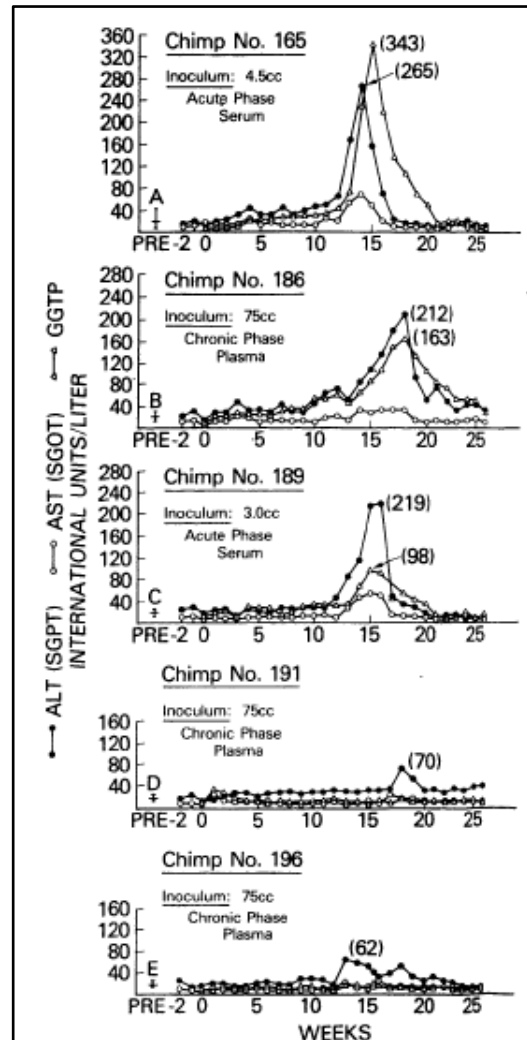 ALT (SGPT) AST (SGOT) GGTP
INTERNATIONAL UNITS/LITER
360
320
280
240
200
160
120
80
40
Chimp No. 165
Inoculum: 4.5cc
Acute Phase
Serum
(343)
(265)
A
PRE-2 0 5 10 15 20 25
280
240
200
160
120
80
40
Chimp No. 186
Inoculum: 75cc
Chronic Phase
Plasma
(212)
(163)
B
PRE-2 0 5 10 15 20 25
280
240
200
160
120
80
40
Chimp No. 189
Inoculum: 3.0cc
Acute Phase
Serum
(219)
(98)
C
PRE-2 0 5 10 15 20 25
Chimp No. 191
160
120
80
40
Inoculum: 75cc
Chronic Phase
Plasma
(70)
D
PRE-2 0 5 10 15 20 25
Chimp No. 196
160
120
80
40
Inoculum: 75cc
Chronic Phase
Plasma
(62)
E
PRE-2 0 5 10 15 20 25
WEEKS